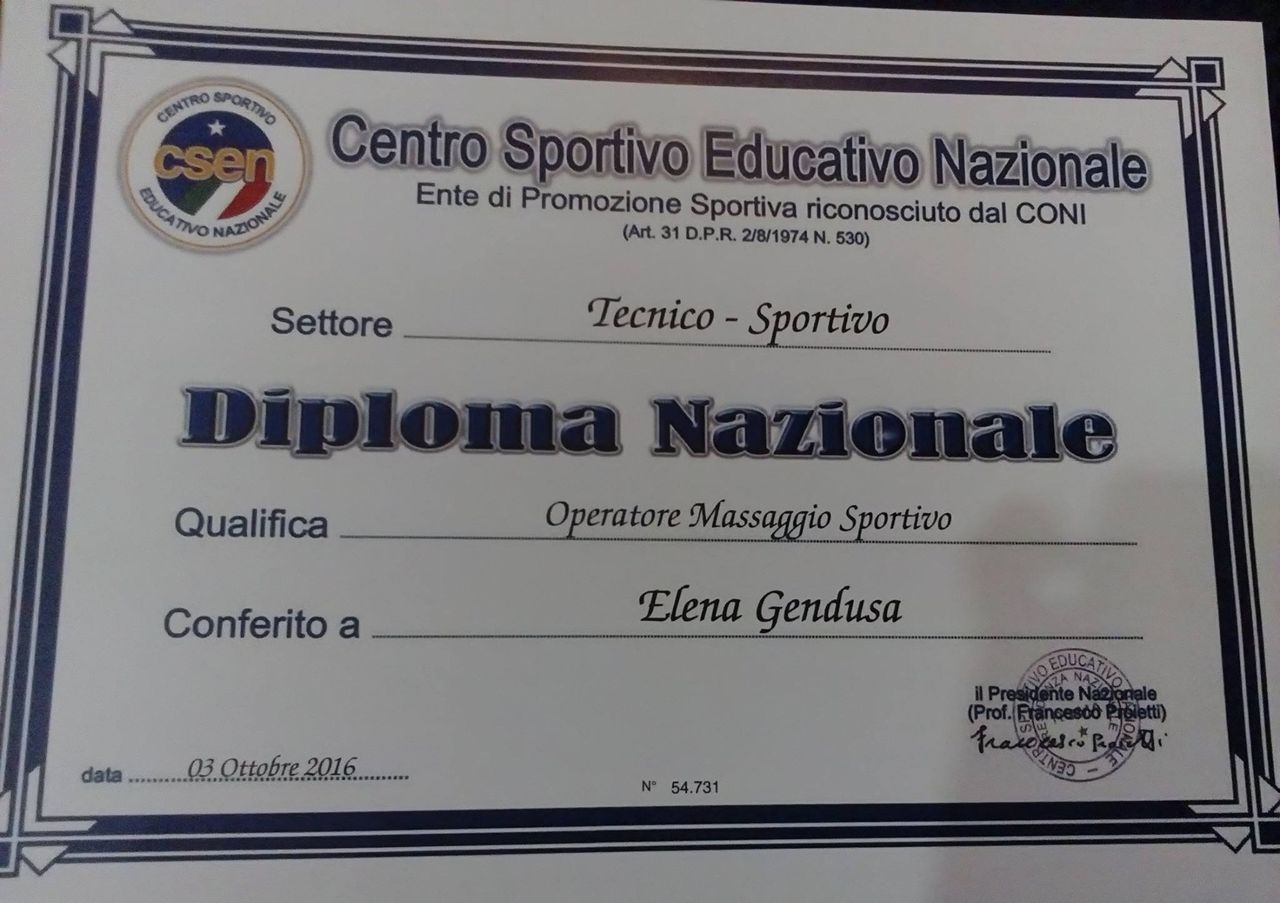 CENTRO SPORTIVO
csen
EDUCATIVO NAZIONALE
Centro Sportivo Educativo Nazionale
Ente di Promozione Sportiva riconosciuto dal CONI
(Art. 31 D.P.R. 2/8/1974 N. 530)
Settore Tecnico - Sportivo
Diploma Nazionale
Qualifica Operatore Massaggio Sportivo
Conferito a Elena Gendusa
il Presidente Nazionale
(Prof. Francesco Proietti)
Francesco Proietti
data 03 Ottobre 2016
N° 54.731